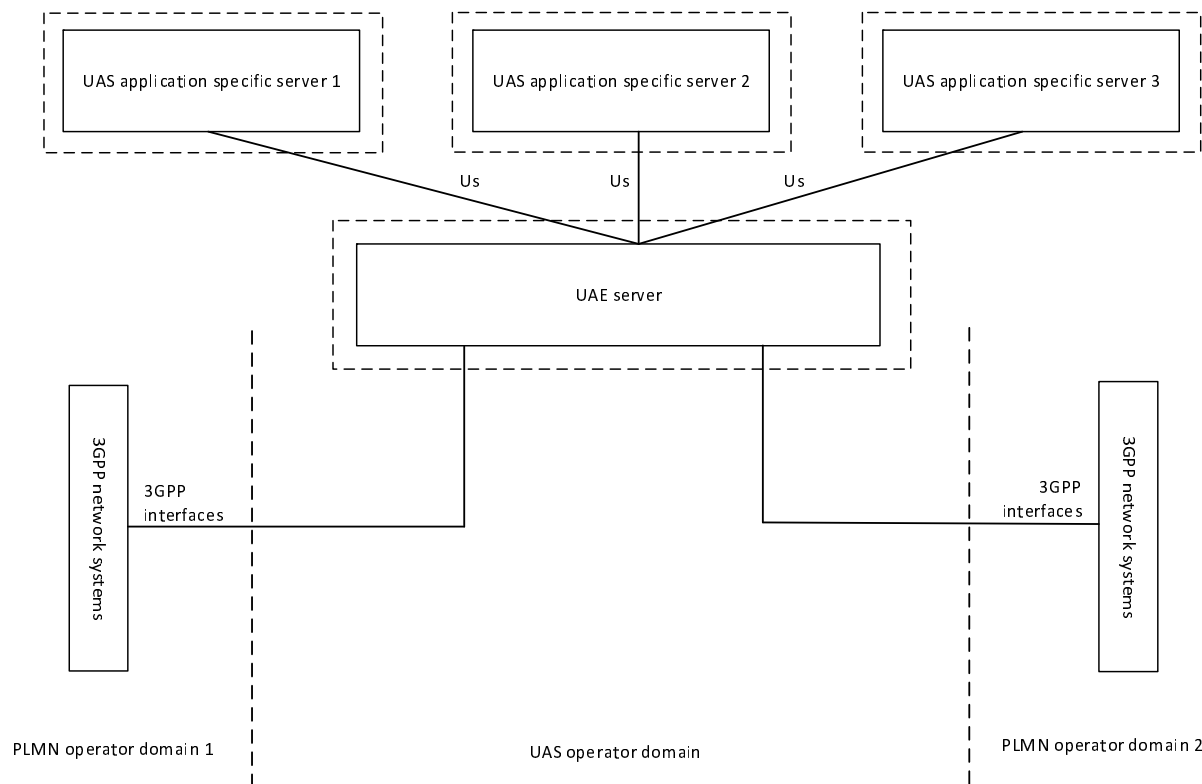 UAS application specific server 1
UAS application specific server 2
UAS application specific server 3
Us
Us
Us
UAE server
3GPP network systems
3GPP
interfaces
3GPP
interfaces
3GPP network systems
PLMN operator domain 1
UAS operator domain
PLMN operator domain 2